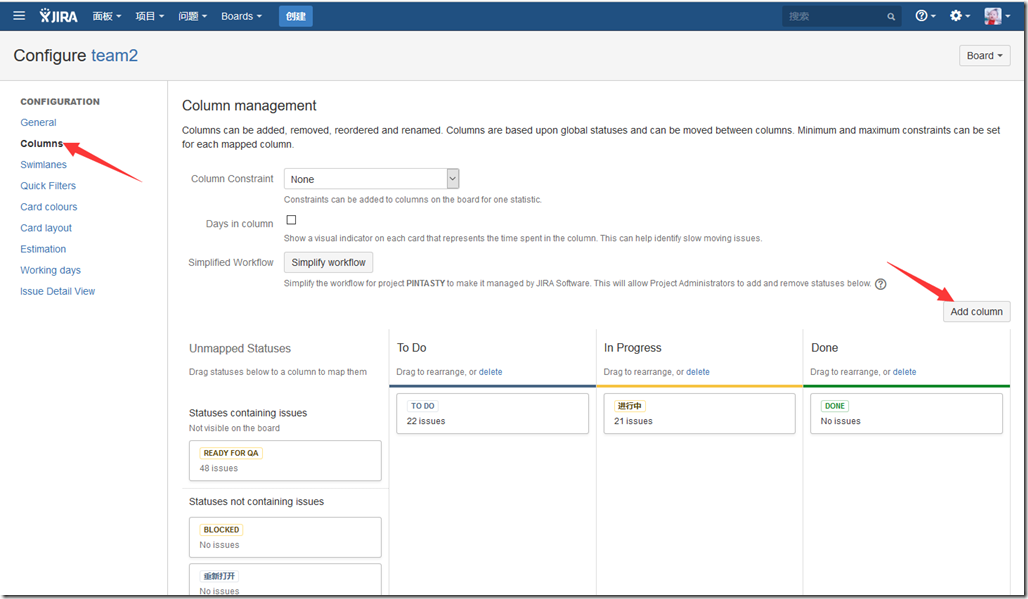 JIRA 面板 项目 问题 Boards 创建 搜索
Configure team2 Board
CONFIGURATION
General
Columns
Swimlanes
Quick Filters
Card colours
Card layout
Estimation
Working days
Issue Detail View
Column management
Columns can be added, removed, reordered and renamed. Columns are based upon global statuses and can be moved between columns. Minimum and maximum constraints can be set
for each mapped column.
Column Constraint None
Constraints can be added to columns on the board for one statistic.
Days in column
Show a visual indicator on each card that represents the time spent in the column. This can help identify slow moving issues.
Simplified Workflow Simplify workflow
Simplify the workflow for project PINTASTY to make it managed by JIRA Software. This will allow Project Administrators to add and remove statuses below.
Add column
Unmapped Statuses
Drag statuses below to a column to map them
Statuses containing issues
Not visible on the board
READY FOR QA
48 issues
Statuses not containing issues
BLOCKED
No issues
重新打开
No issues
To Do
Drag to rearrange, or delete
TO DO
22 issues
In Progress
Drag to rearrange, or delete
进行中
21 issues
Done
Drag to rearrange, or delete
DONE
No issues